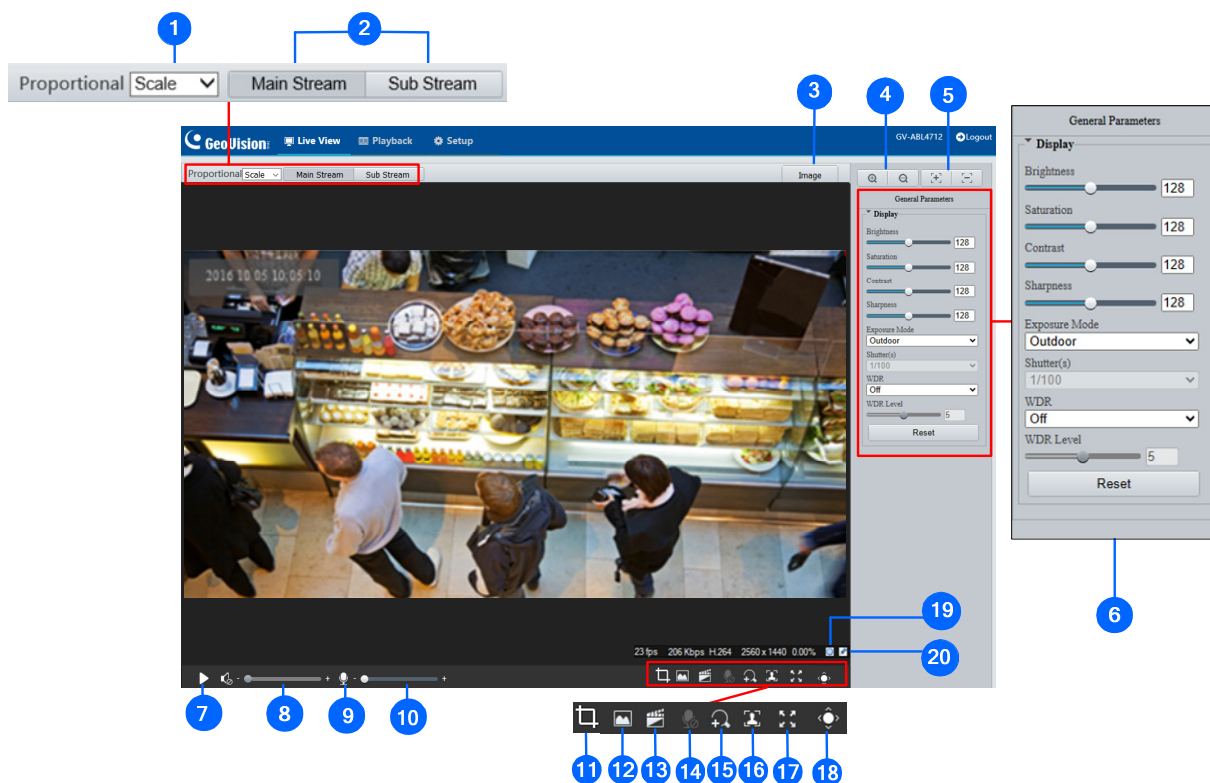 1
2
Proportional Scale Main Stream Sub Stream
3
4
5
GeoVision Live View Playback Setup GV-ABL4712 Logout
Proportional Scale Main Stream Sub Stream Image
General Parameters
Display
Brightness
128
Saturation
128
Contrast
128
Sharpness
128
Exposure Mode
Outdoor
Shutter(s)
1/100
WDR
Off
WDR Level
5
Reset
General Parameters
Display
Brightness
128
Saturation
128
Contrast
128
Sharpness
128
Exposure Mode
Outdoor
Shutter(s)
1/100
WDR
Off
WDR Level
5
Reset
6
2016 10 05 10:05:10
19
23 fps 206 Kbps H.264 2560 x 1440 0.00%
20
- + - +
7
8
9
10
11
12
13
14
15
16
17
18